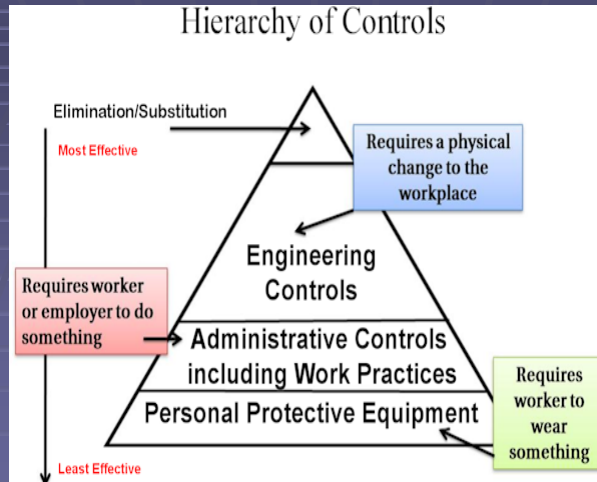 Hierarchy of Controls
Elimination/Substitution
Most Effective
Requires a physical
change to the
workplace
Engineering
Controls
Requires worker
or employer to do
something
Administrative Controls
including Work Practices
Personal Protective Equipment
Requires
worker to
wear
something
Least Effective